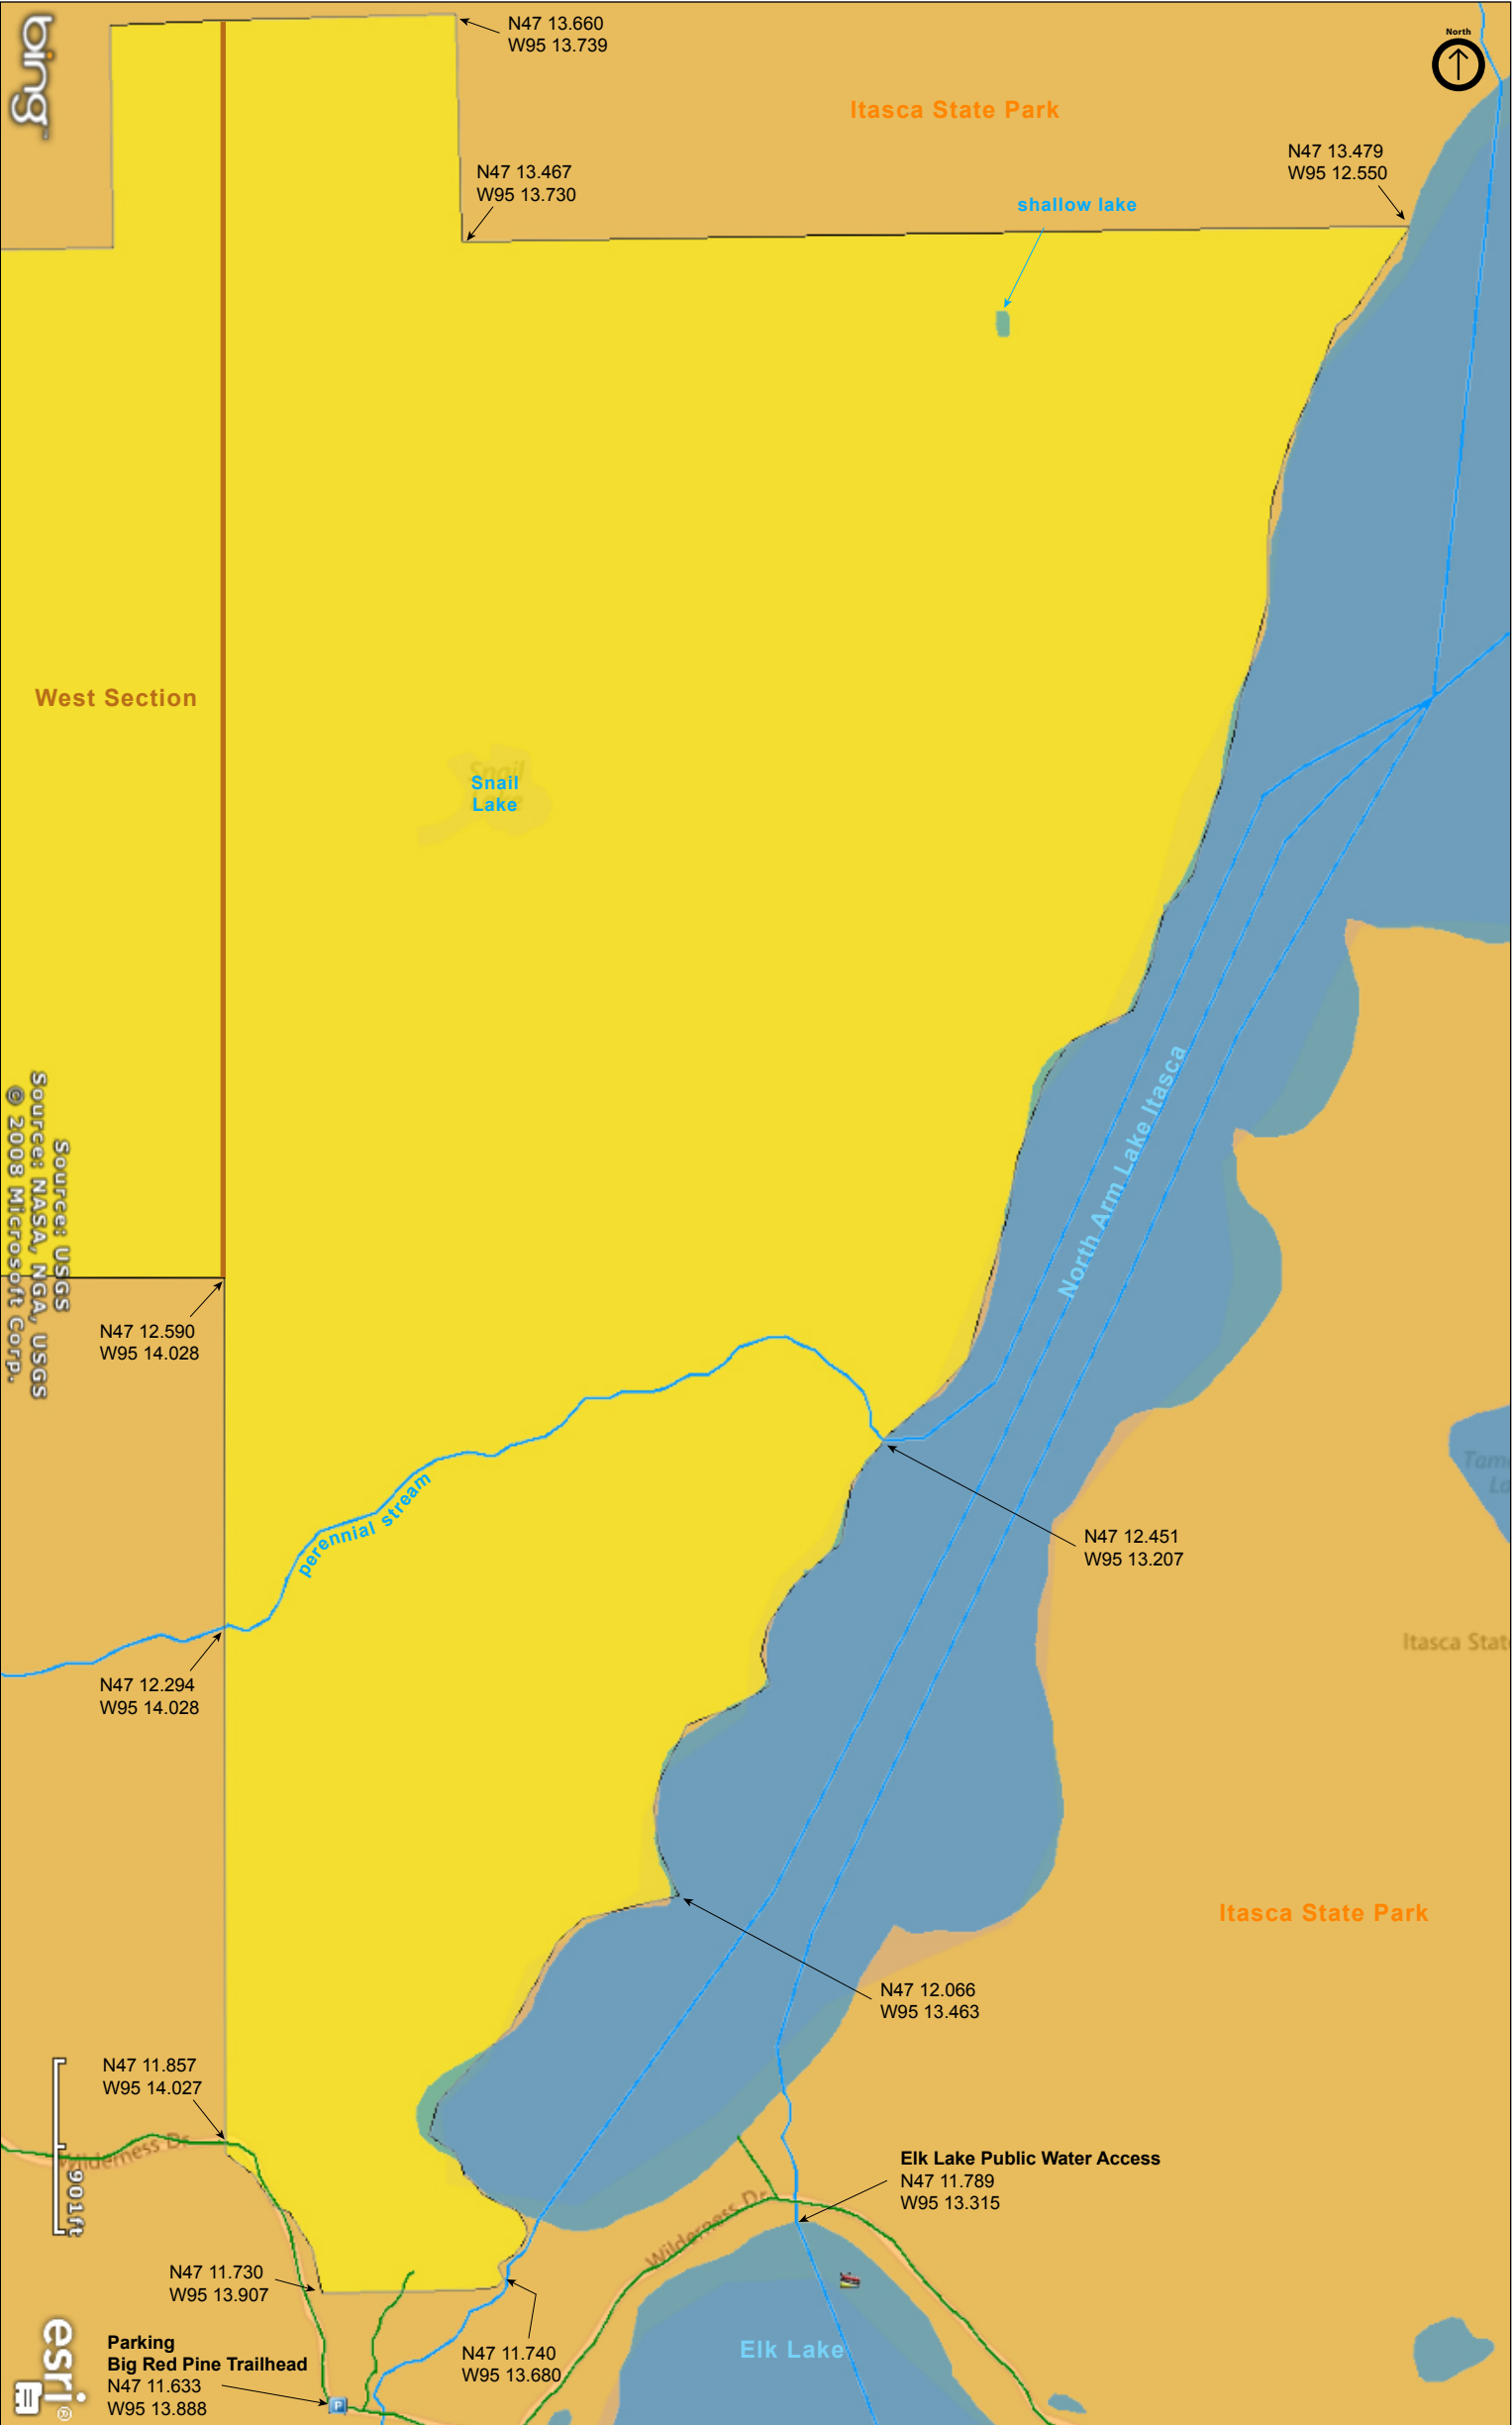 bing™
N47 13.660
W95 13.739
North
Itasca State Park
N47 13.467
W95 13.730
N47 13.479
W95 12.550
shallow lake
West Section
Snail
Lake
Snail
Lake
North Arm Lake Itasca
Source: USGS
Source: NASA, NGA, USGS
© 2008 Microsoft Corp.
N47 12.590
W95 14.028
perennial stream
N47 12.451
W95 13.207
Itasca Stat
N47 12.294
W95 14.028
Itasca State Park
N47 12.066
W95 13.463
N47 11.857
W95 14.027
Wilderness Dr
901ft
Elk Lake Public Water Access
N47 11.789
W95 13.315
Wilderness Dr
N47 11.730
W95 13.907
N47 11.740
W95 13.680
Elk Lake
Parking
Big Red Pine Trailhead
N47 11.633
W95 13.888
P
esri®